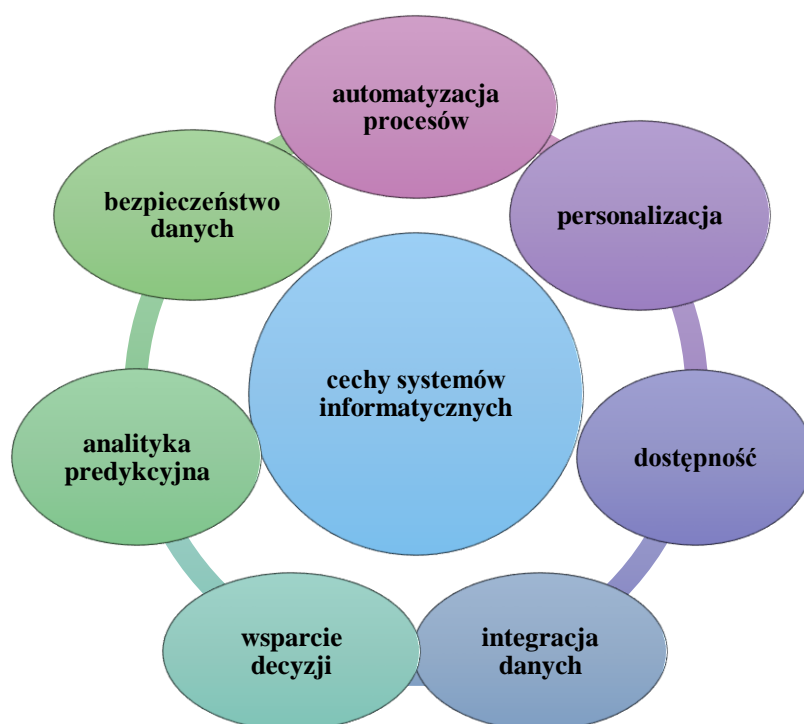 automatyzacja
procesów
personalizacja
dostępność
integracja
danych
wsparcie
decyzji
analityka
predykcyjna
bezpieczeństwo
danych
cechy systemów
informatycznych